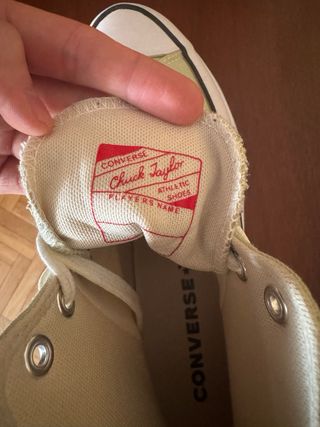 CONVERSE
Chuck Taylor
ATHLETIC
SHOES
PLAYERS NAME
CONVERSE